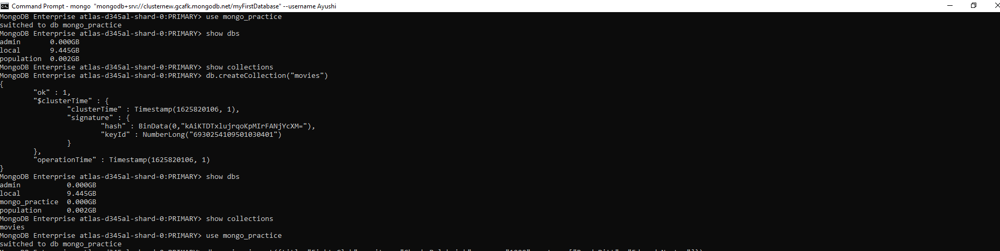 Command Prompt - mongo "mongodb+srv://clusternew.gcafk.mongodb.net/myFirstDatabase" --username Ayushi
MongoDB Enterprise atlas-d345al-shard-0:PRIMARY> use mongo_practice
switched to db mongo_practice
MongoDB Enterprise atlas-d345al-shard-0:PRIMARY> show dbs
admin       0.000GB
local       9.445GB
population  0.002GB
MongoDB Enterprise atlas-d345al-shard-0:PRIMARY> show collections
MongoDB Enterprise atlas-d345al-shard-0:PRIMARY> db.createCollection("movies")
{
        "ok" : 1,
        "$clusterTime" : {
                "clusterTime" : Timestamp(1625820106, 1),
                "signature" : {
                        "hash" : BinData(0,"kAiKTDTxlujrqoKpMIrFANjYcXM="),
                        "keyId" : NumberLong("6930254109501030401")
                }
        },
        "operationTime" : Timestamp(1625820106, 1)
}
MongoDB Enterprise atlas-d345al-shard-0:PRIMARY> show dbs
admin           0.000GB
local           9.445GB
mongo_practice  0.000GB
population      0.002GB
MongoDB Enterprise atlas-d345al-shard-0:PRIMARY> show collections
movies
MongoDB Enterprise atlas-d345al-shard-0:PRIMARY> use mongo_practice
switched to db mongo_practice